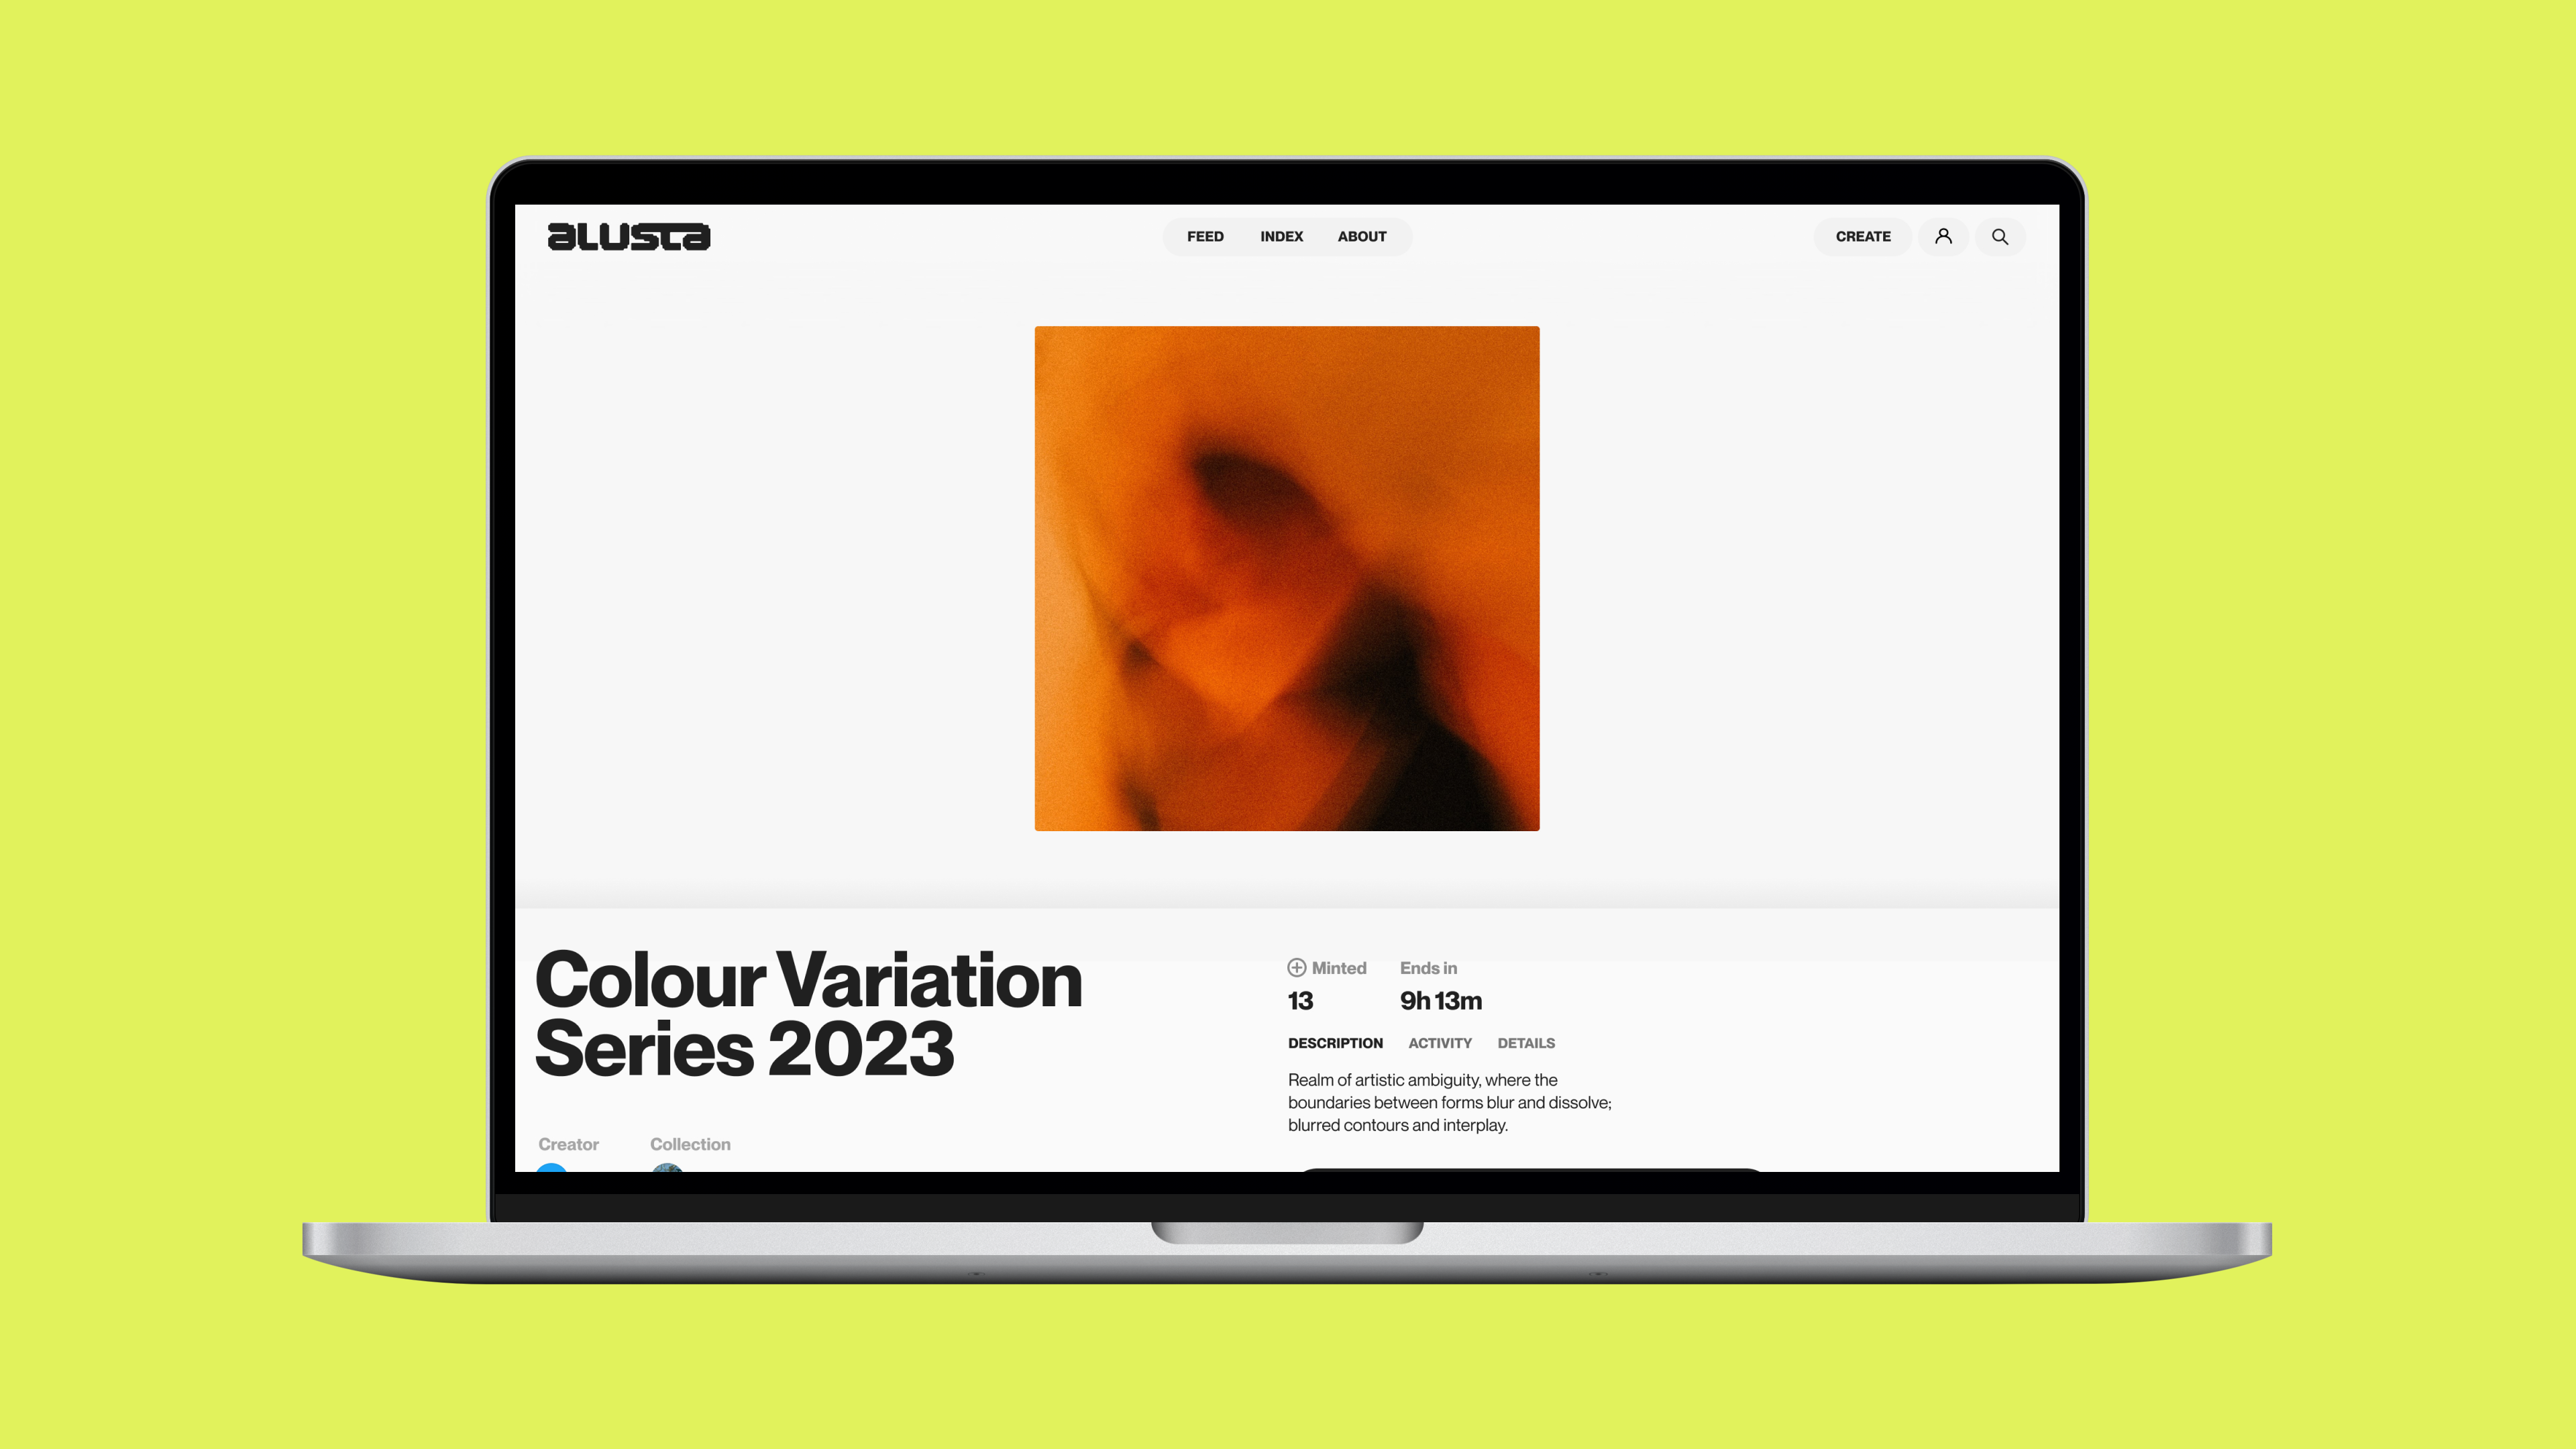 alusta
FEED INDEX ABOUT
CREATE
Colour Variation
Series 2023
Creator Collection
Minted Ends in
13 9h 13m
DESCRIPTION ACTIVITY DETAILS
Realm of artistic ambiguity, where the
boundaries between forms blur and dissolve;
blurred contours and interplay.